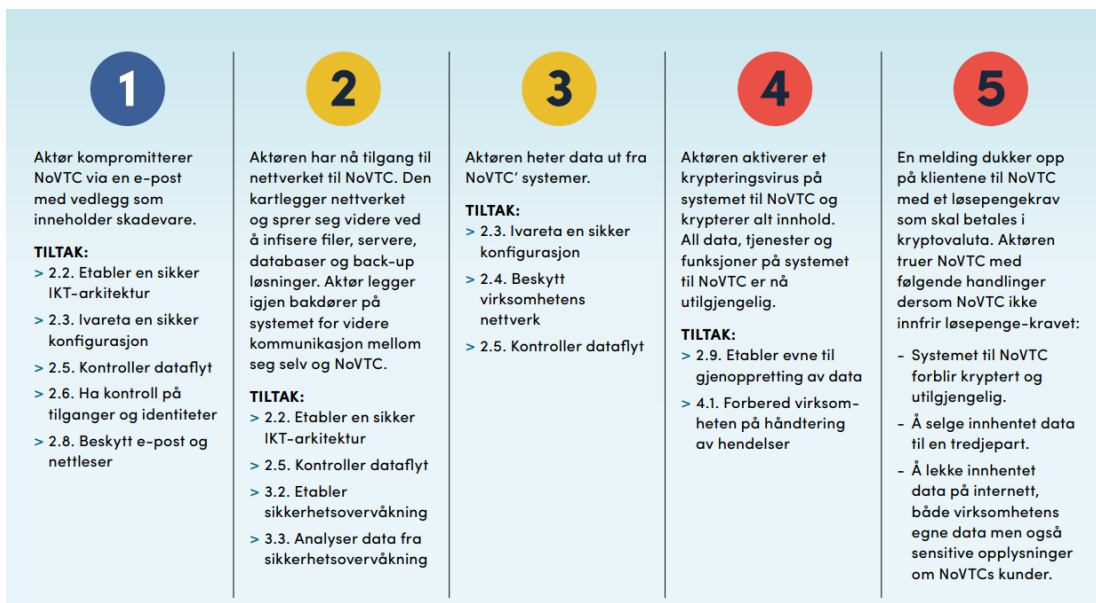 1
Aktør kompromitterer
NoVTC via en e-post
med vedlegg som
inneholder skadevare.
TILTAK:
> 2.2. Etabler en sikker
IKT-arkitektur
> 2.3. Ivareta en sikker
konfigurasjon
> 2.5. Kontroller dataflyt
> 2.6. Ha kontroll på
tilganger og identiteter
> 2.8. Beskytt e-post og
nettleser
2
Aktøren har nå tilgang til
nettverket til NoVTC. Den
kartlegger nettverket
og sprer seg videre ved
å infisere filer, servere,
databaser og back-up
løsninger. Aktør legger
igjen bakdører på
systemet for videre
kommunikasjon mellom
seg selv og NoVTC.
TILTAK:
> 2.2. Etabler en sikker
IKT-arkitektur
> 2.5. Kontroller dataflyt
> 3.2. Etabler
sikkerhetsovervåkning
> 3.3. Analyser data fra
sikkerhetsovervåkning
3
Aktøren heter data ut fra
NoVTC’ systemer.
TILTAK:
> 2.3. Ivareta en sikker
konfigurasjon
> 2.4. Beskytt
virksomhetens
nettverk
> 2.5. Kontroller dataflyt
4
Aktøren aktiverer et
krypteringsvirus på
systemet til NoVTC og
krypterer alt innhold.
All data, tjenester og
funksjoner på systemet
til NoVTC er nå
utilgjengelig.
TILTAK:
> 2.9. Etabler evne til
gjenoppretting av data
> 4.1. Forbered virksom-
heten på håndtering
av hendelser
5
En melding dukker opp
på klientene til NoVTC
med et løsepengekrav
som skal betales i
kryptovaluta. Aktøren
truer NoVTC med
følgende handlinger
dersom NoVTC ikke
innfrir løsepenge-kravet:
- Systemet til NoVTC
forblir kryptert og
utilgjengelig.
- Å selge innhentet data
til en tredjepart.
- Å lekke innhentet
data på internett,
både virksomhetens
egne data men også
sensitive opplysninger
om NoVTCs kunder.